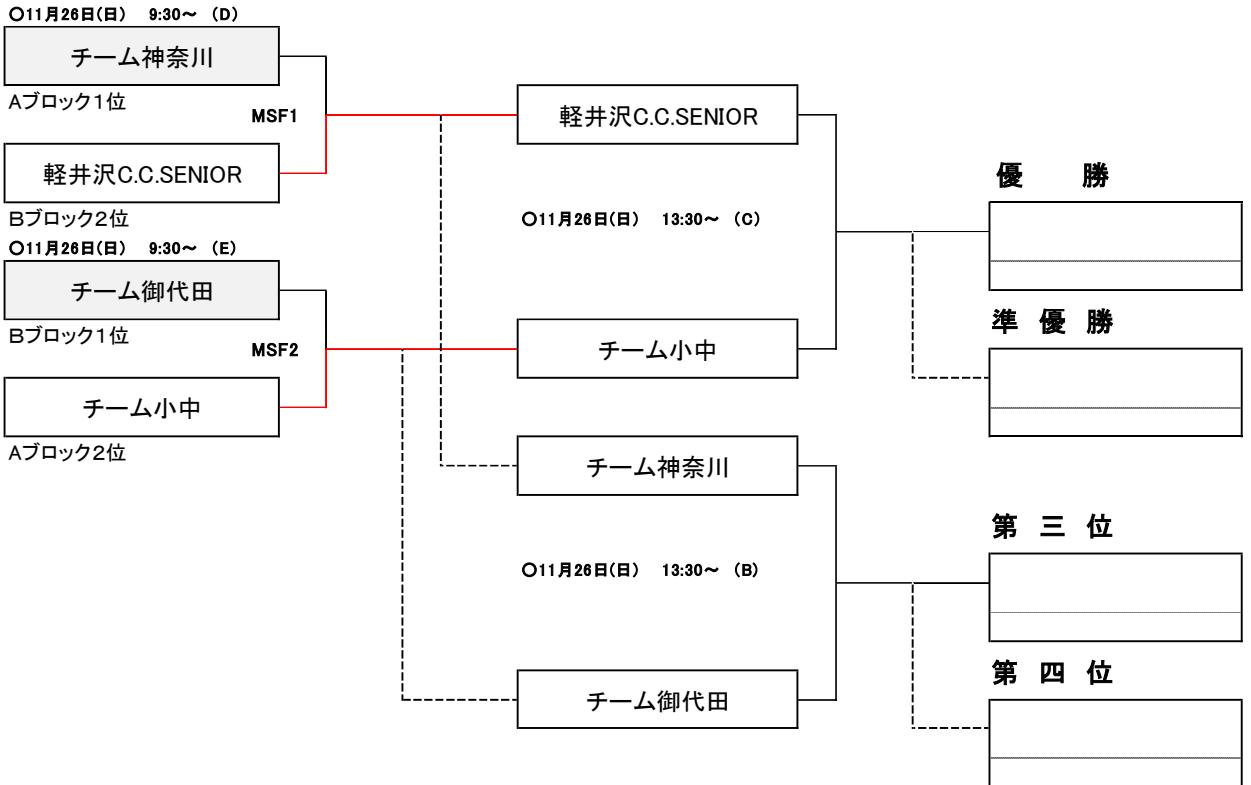 〇11月26日(日) 9:30～ (D)
チーム神奈川
Aブロック1位
MSF1
軽井沢C.C.SENIOR
Bブロック2位
〇11月26日(日) 9:30～ (E)
チーム御代田
Bブロック1位
MSF2
チーム小中
Aブロック2位
軽井沢C.C.SENIOR
〇11月26日(日) 13:30～ (C)
チーム小中
チーム神奈川
〇11月26日(日) 13:30～ (B)
チーム御代田
優 勝
準 優 勝
第 三 位
第 四 位